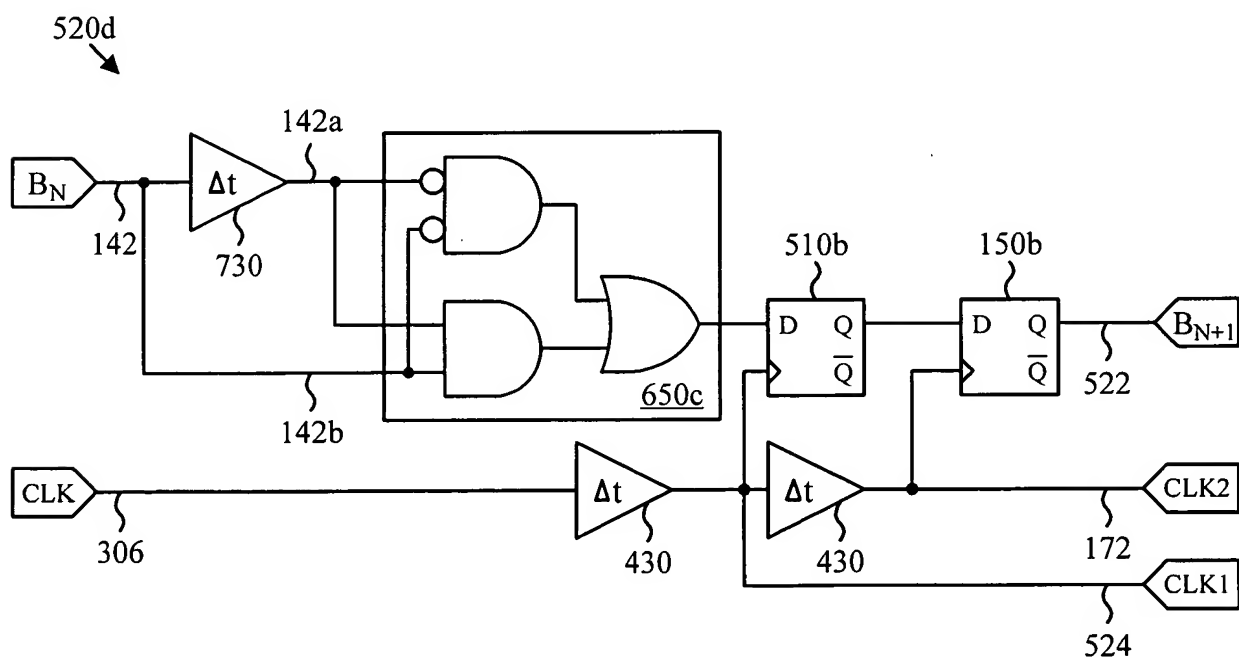 520d
142a
B_N
Δt
142
730
510b
150b
D Q
Q̅
D Q
Q̅
B_{N+1}
650c
522
142b
CLK
Δt
Δt
CLK2
306
430
430
172
CLK1
524